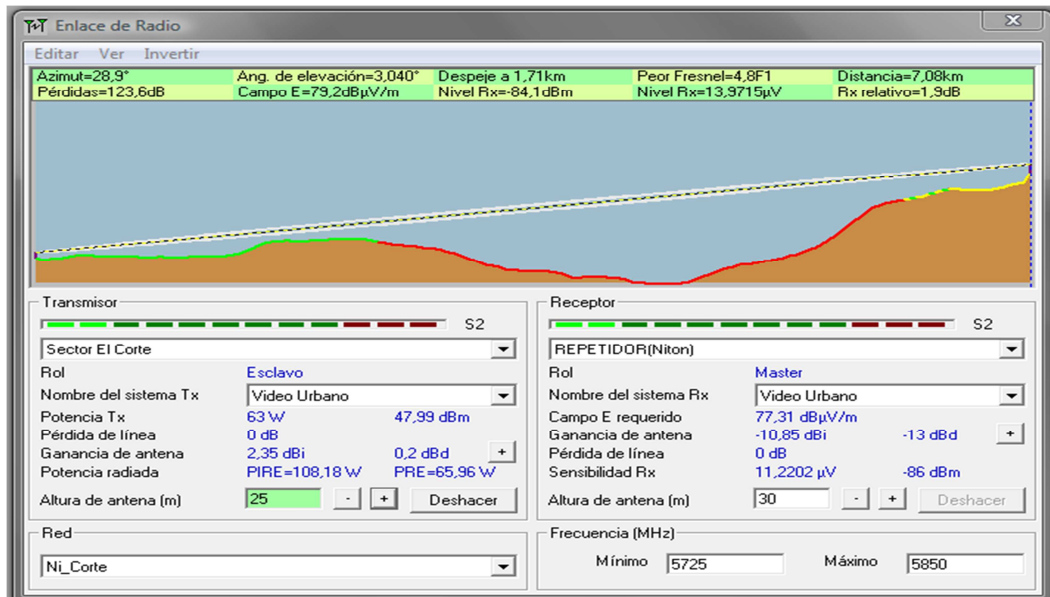 Enlace de Radio
Editar Ver Invertir
Azimut=28,9° Ang. de elevación=3,040° Despeje a 1,71km Peor Fresnel=4,8F1 Distancia=7,08km
Pérdidas=123,6dB Campo E=79,2dBµV/m Nivel Rx=-84,1dBm Nivel Rx=13,9715µV Rx relativo=1,9dB
Transmisor
S2
Sector El Corte
Rol Esclavo
Nombre del sistema Tx Video Urbano
Potencia Tx 63 W 47,99 dBm
Pérdida de línea 0 dB
Ganancia de antena 2,35 dBi 0,2 dBd +
Potencia radiada PIRE=108,18 W PRE=65,96 W
Altura de antena (m) 25 - + Deshacer
Red
Ni_Corte
Receptor
S2
REPETIDOR(Niton)
Rol Master
Nombre del sistema Rx Video Urbano
Campo E requerido 77,31 dBµV/m
Ganancia de antena -10,85 dBi -13 dBd +
Pérdida de línea 0 dB
Sensibilidad Rx 11,2202 µV -86 dBm
Altura de antena (m) 30 - + Deshacer
Frecuencia (MHz)
Mínimo 5725 Máximo 5850